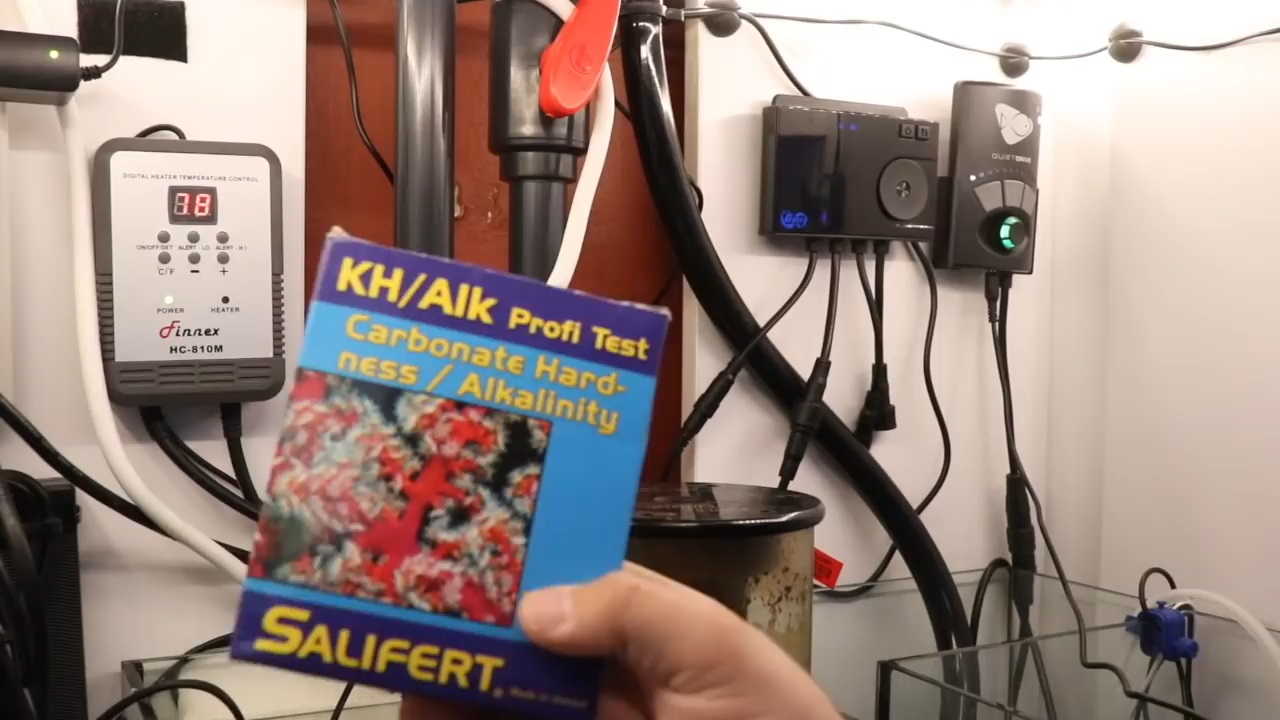 DIGITAL HEATER TEMPERATURE CONTROL
78
ON/OFF/SET ALERT - LO ALERT - HI
°C/F - +
POWER HEATER
Finnex
HC-810M
KH/Alk Profi Test
Carbonate Hard-
ness / Alkalinity
SALIFERT
QUIETDRIVE